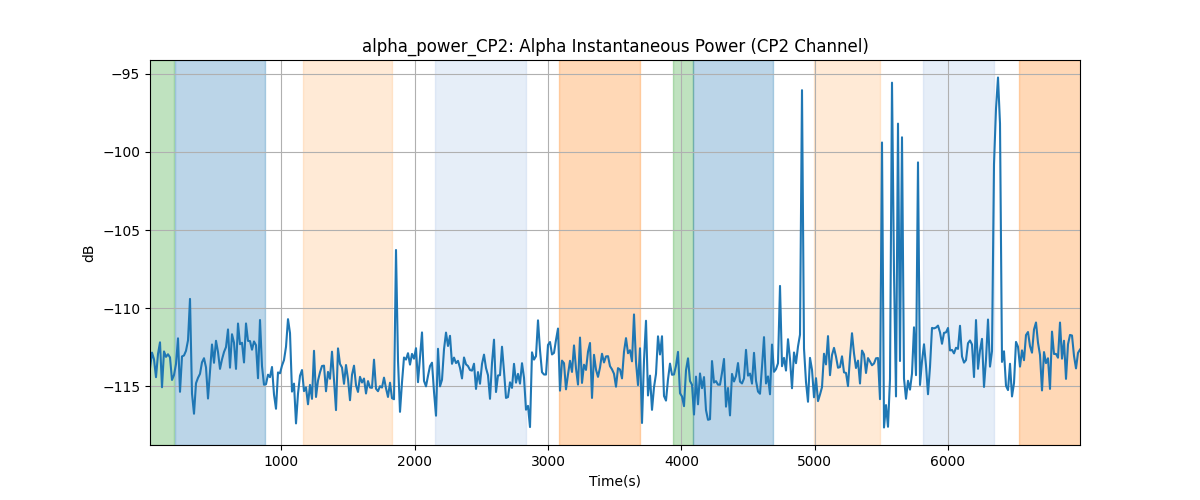 alpha_power_CP2: Alpha Instantaneous Power (CP2 Channel)
dB
−95
−100
−105
−110
−115
1000 2000 3000 4000 5000 6000
Time(s)